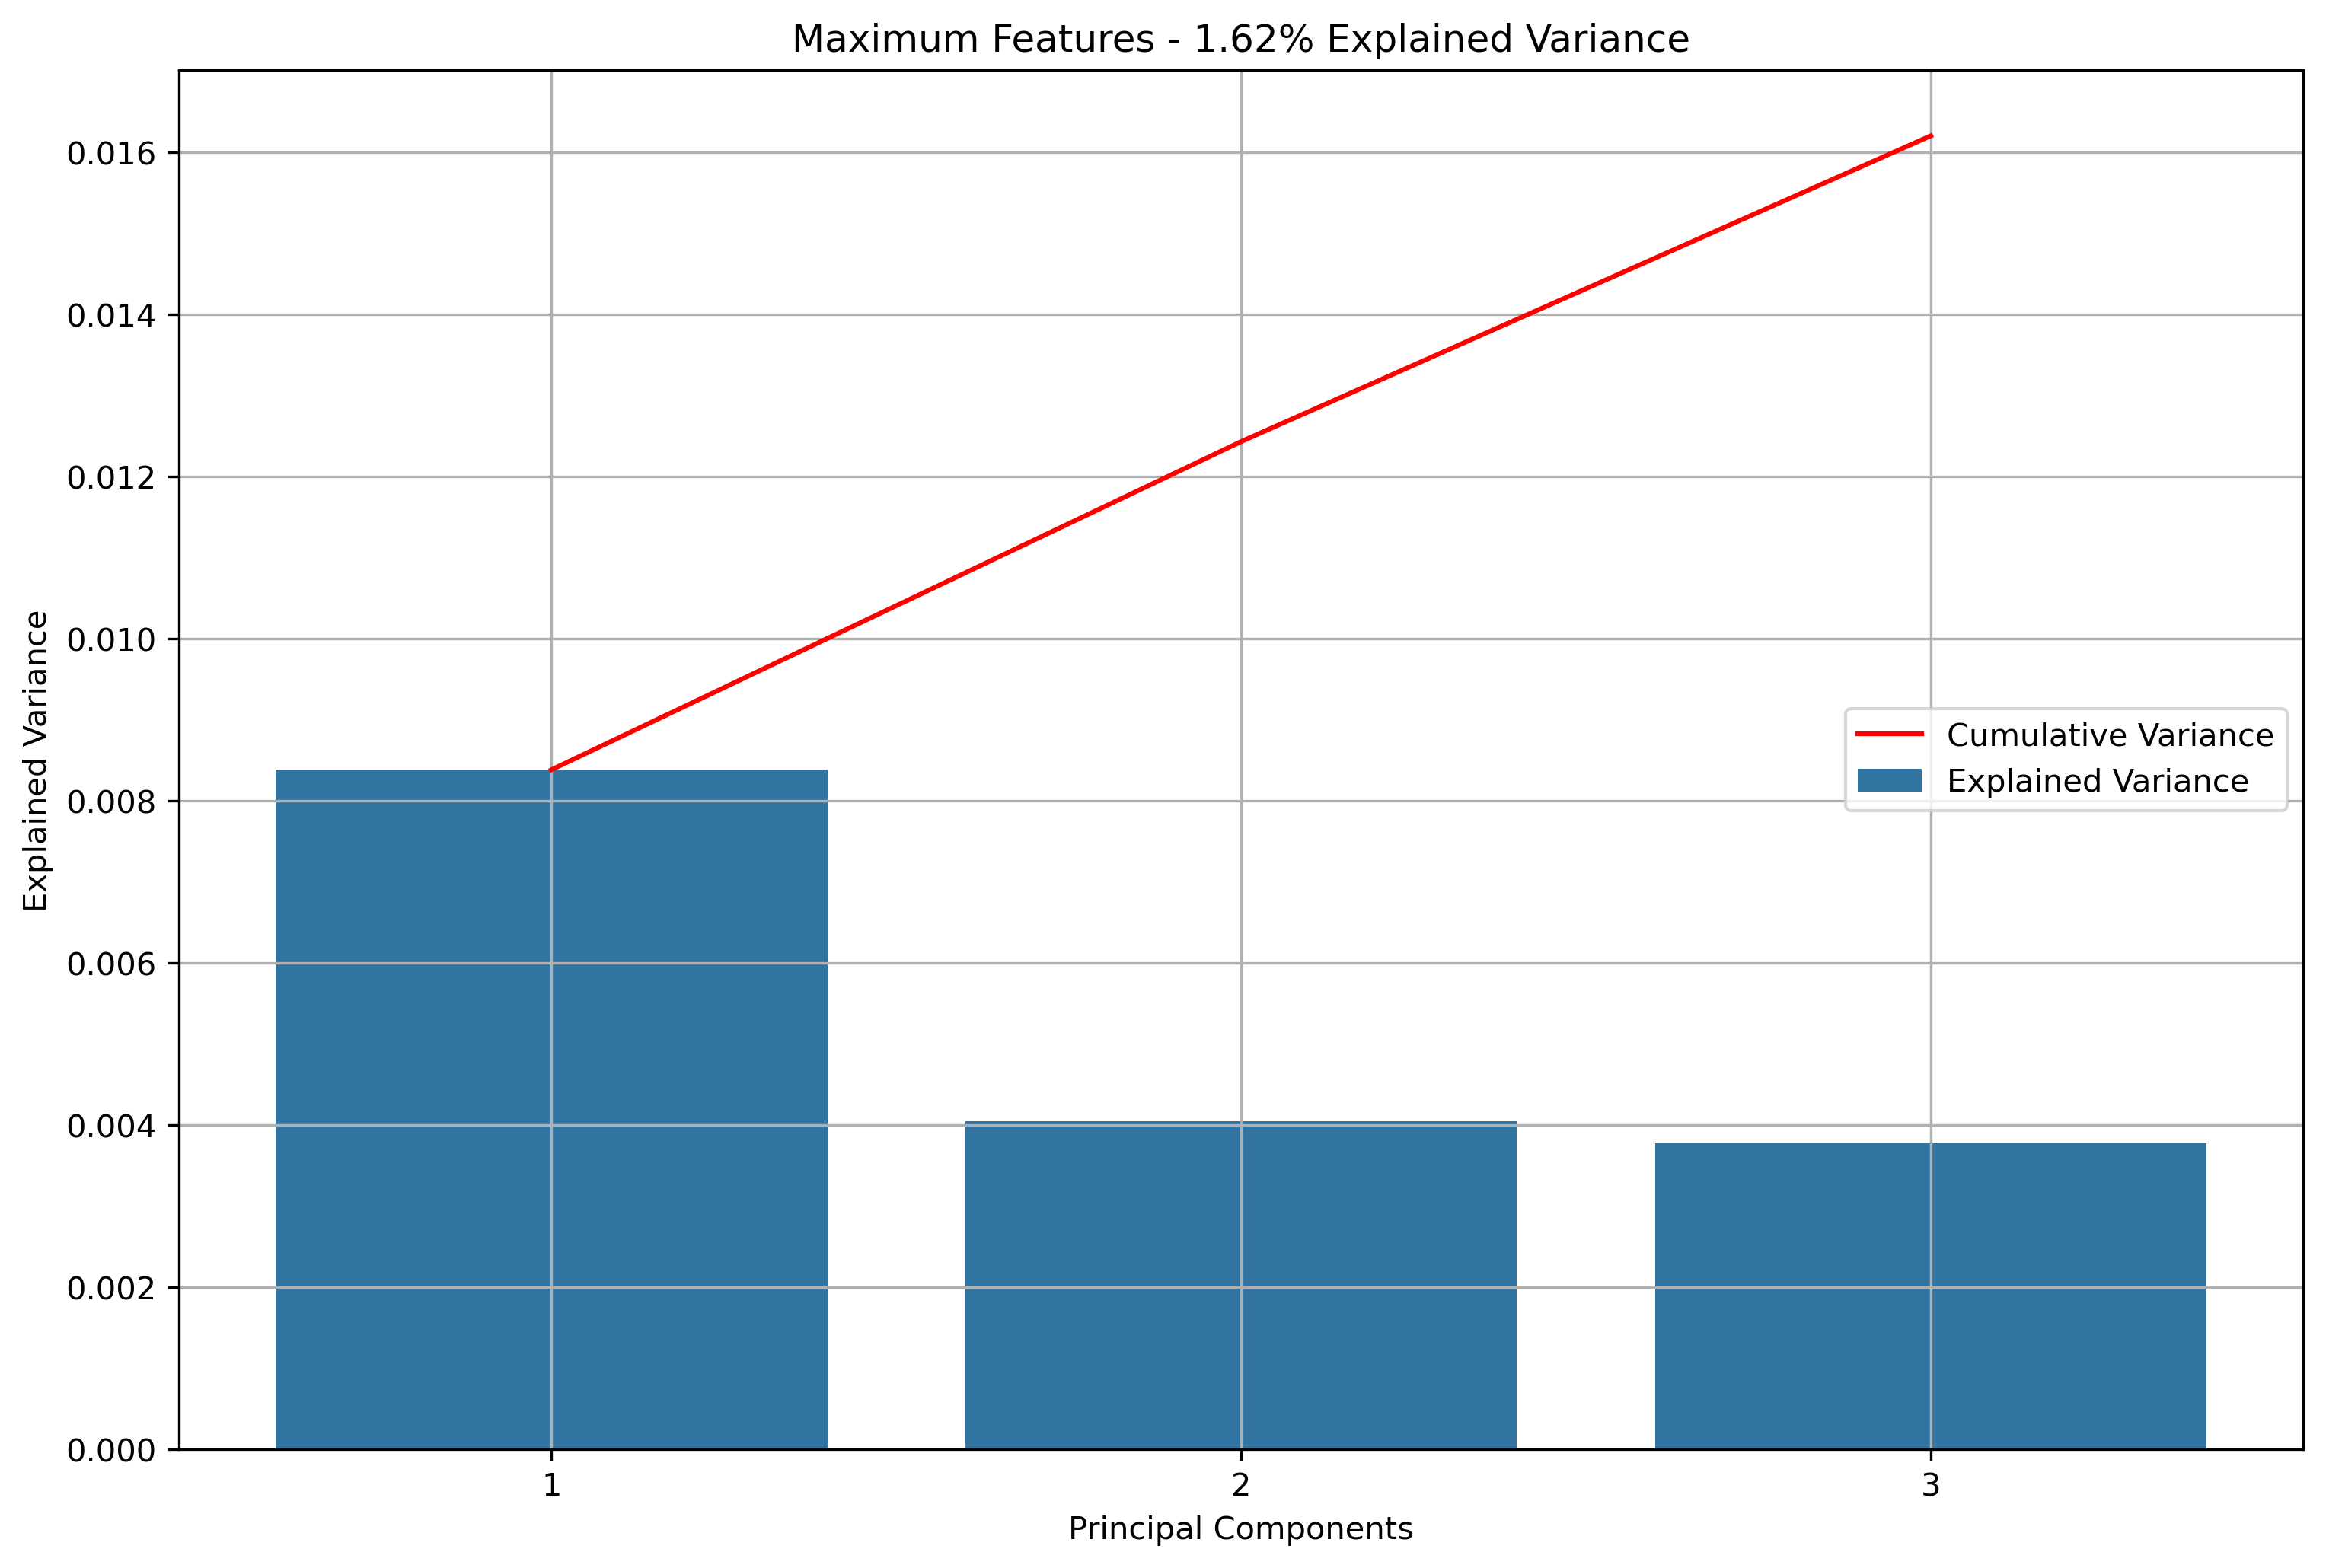 Maximum Features - 1.62% Explained Variance
0.016
0.014
0.012
0.010
0.008
0.006
0.004
0.002
0.000
Explained Variance
Cumulative Variance
Explained Variance
1
2
3
Principal Components